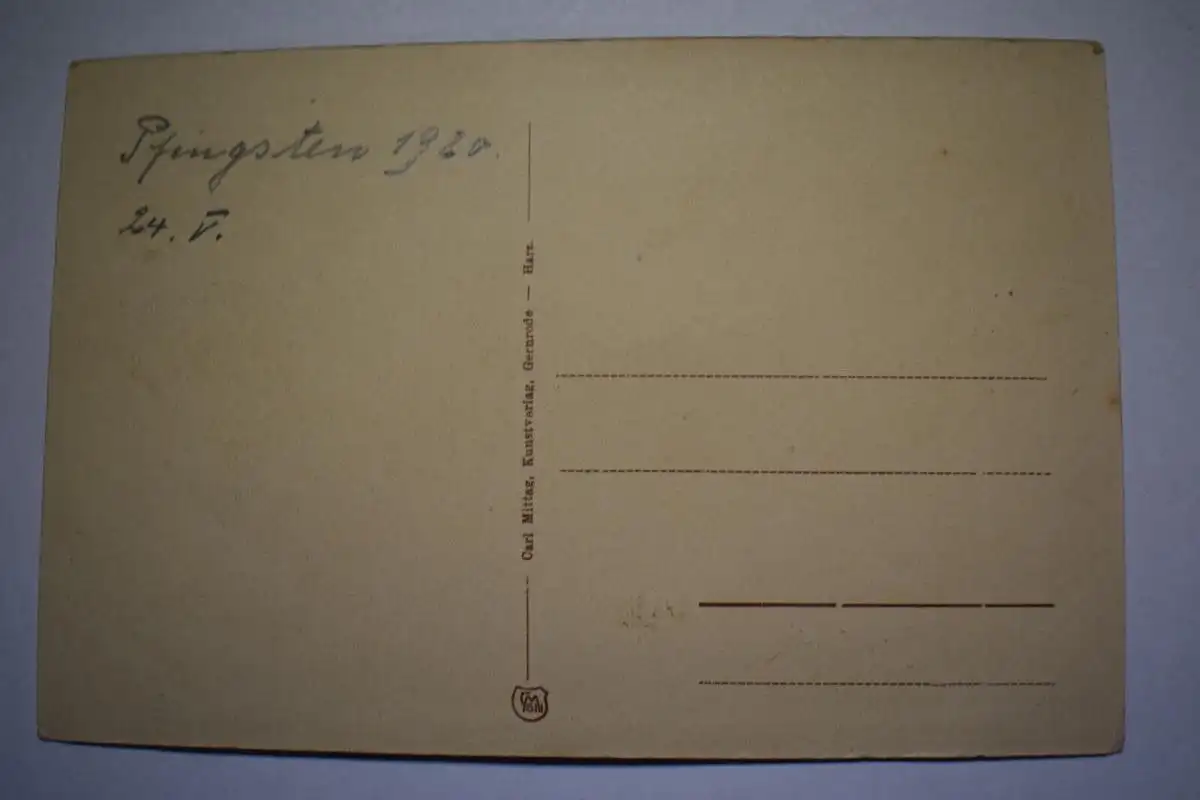 Pfingsten 1920.
24. V.
Carl Mittag, Kunstverlag, Gernrode — Harz.